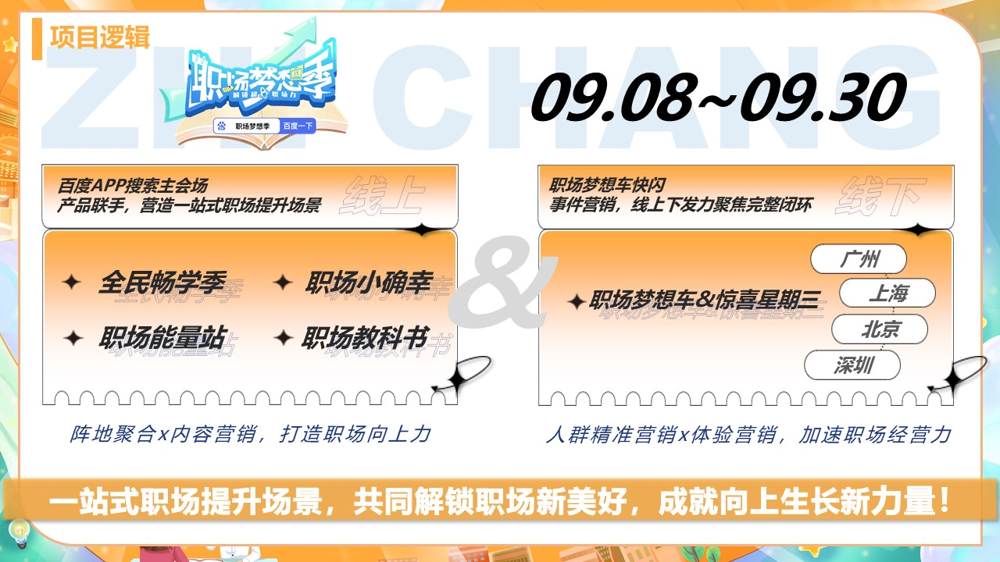 项目逻辑
ZHI CHANG
职场梦想季
职场梦想季
百度一下
09.08~09.30
百度APP搜索主会场
产品联手，营造一站式职场提升场景
线上
全民畅学季
职场小确幸
职场能量站
职场教科书
阵地聚合x内容营销，打造职场向上力
&
职场梦想车快闪
事件营销，线上下发力聚焦完整闭环
线下
职场梦想车&惊喜星期三
广州
上海
北京
深圳
人群精准营销x体验营销，加速职场经营力
一站式职场提升场景，共同解锁职场新美好，成就向上生长新力量！